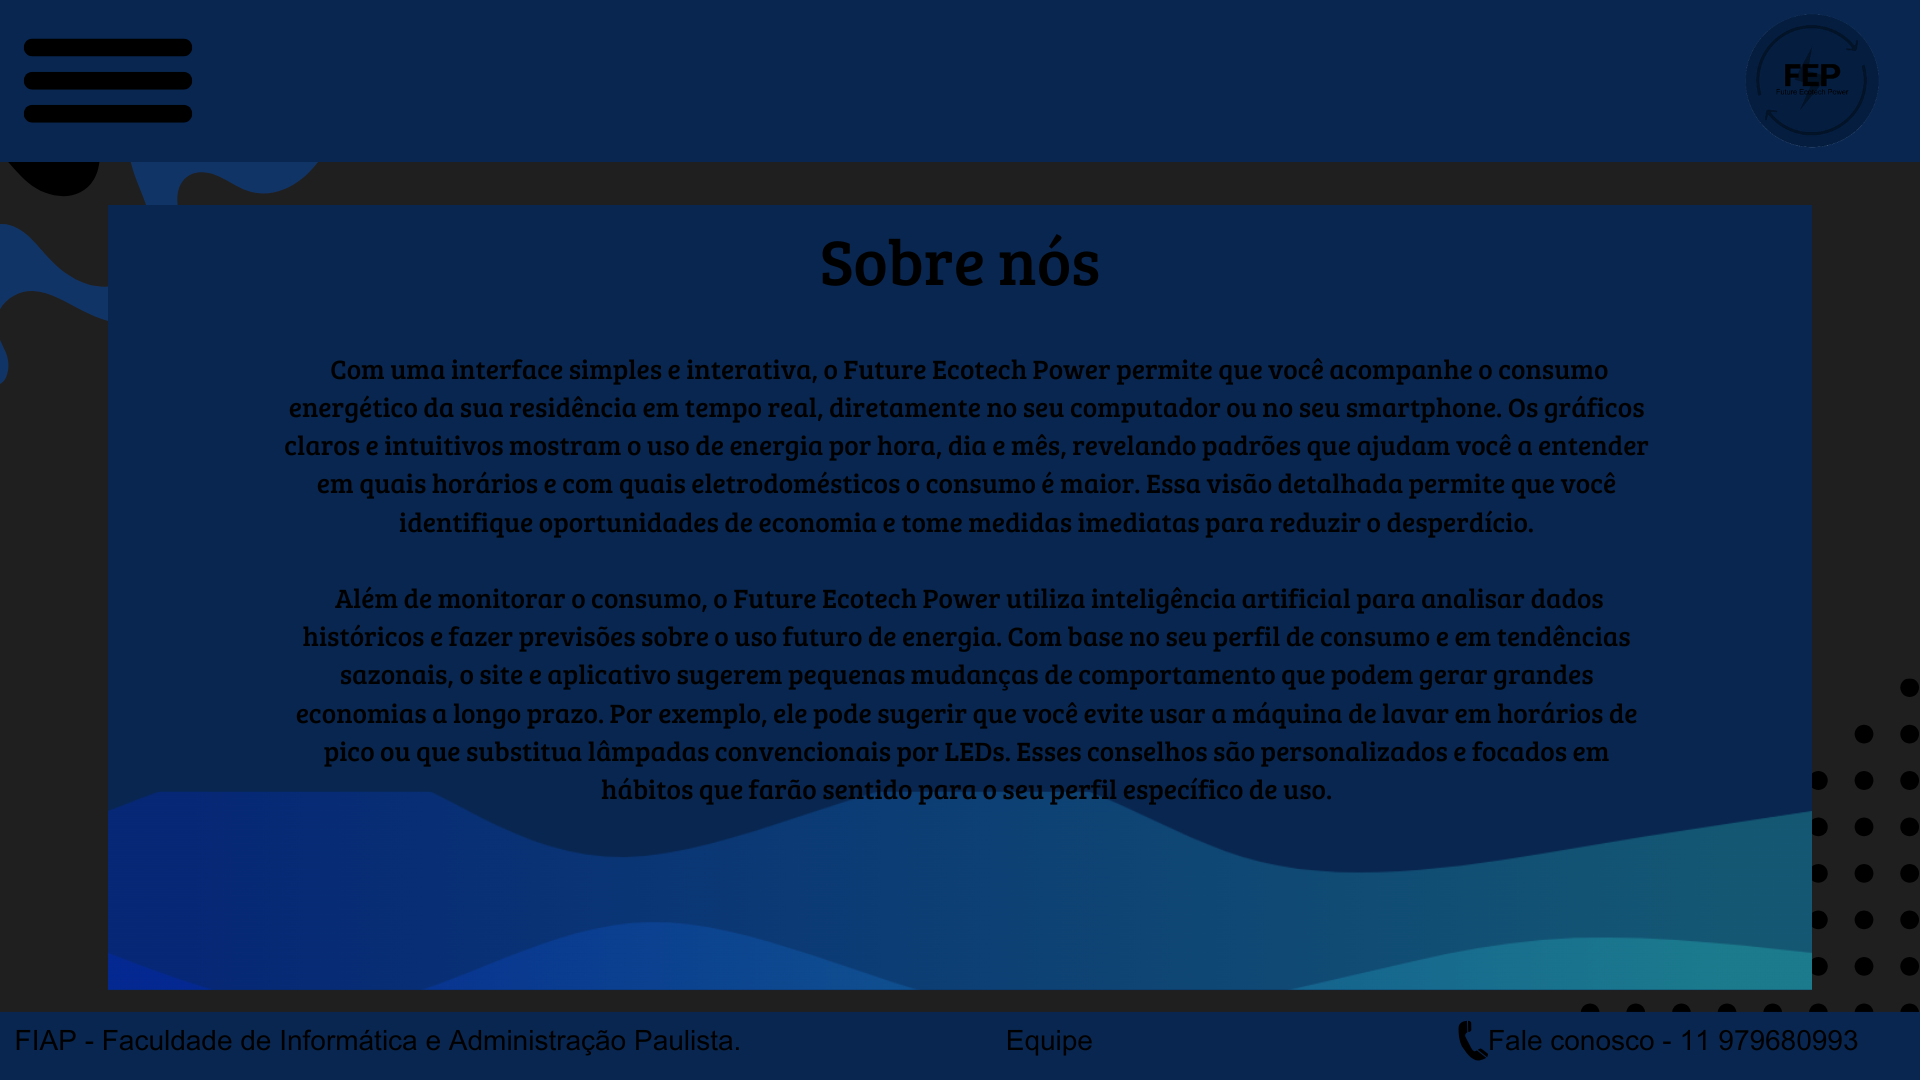 FEP
Future Ecotech Power
Sobre nós
Com uma interface simples e interativa, o Future Ecotech Power permite que você acompanhe o consumo
energético da sua residência em tempo real, diretamente no seu computador ou no seu smartphone. Os gráficos
claros e intuitivos mostram o uso de energia por hora, dia e mês, revelando padrões que ajudam você a entender
em quais horários e com quais eletrodomésticos o consumo é maior. Essa visão detalhada permite que você
identifique oportunidades de economia e tome medidas imediatas para reduzir o desperdício.
Além de monitorar o consumo, o Future Ecotech Power utiliza inteligência artificial para analisar dados
históricos e fazer previsões sobre o uso futuro de energia. Com base no seu perfil de consumo e em tendências
sazonais, o site e aplicativo sugerem pequenas mudanças de comportamento que podem gerar grandes
economias a longo prazo. Por exemplo, ele pode sugerir que você evite usar a máquina de lavar em horários de
pico ou que substitua lâmpadas convencionais por LEDs. Esses conselhos são personalizados e focados em
hábitos que farão sentido para o seu perfil específico de uso.
FIAP - Faculdade de Informática e Administração Paulista.
Equipe
Fale conosco - 11 979680993